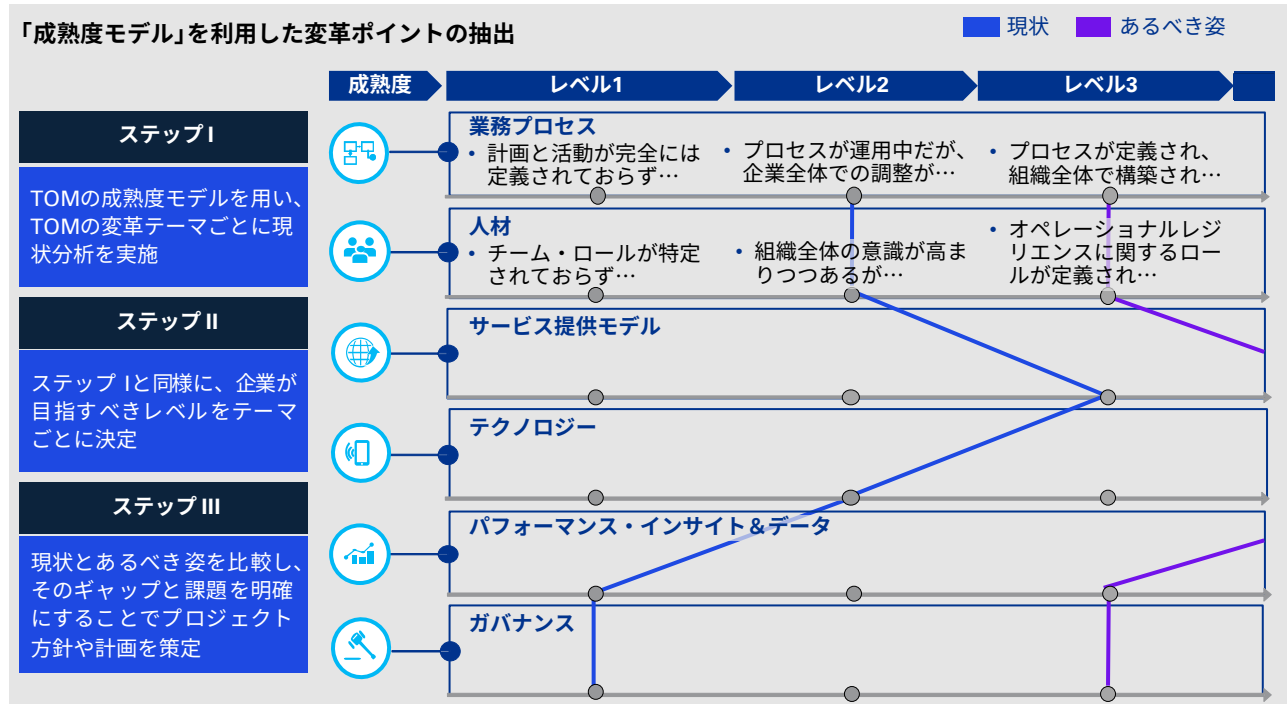 「成熟度モデル」を利用した変革ポイントの抽出
現状
あるべき姿
成熟度
レベル1
レベル2
レベル3
ステップ I
TOMの成熟度モデルを用い、
TOMの変革テーマごとに現
状分析を実施
ステップ II
ステップ Iと同様に、企業が
目指すべきレベルをテーマ
ごとに決定
ステップ III
現状とあるべき姿を比較し、
そのギャップと課題を明確
にすることでプロジェクト
方針や計画を策定
業務プロセス
• 計画と活動が完全には
定義されておらず…
• プロセスが運用中だが、
企業全体での調整が…
• プロセスが定義され、
組織全体で構築され…
人材
• チーム・ロールが特定
されておらず…
• 組織全体の意識が高ま
りつつあるが…
• オペレーショナルレジ
リエンスに関するロー
ルが定義され…
サービス提供モデル
テクノロジー
パフォーマンス・インサイト＆データ
ガバナンス